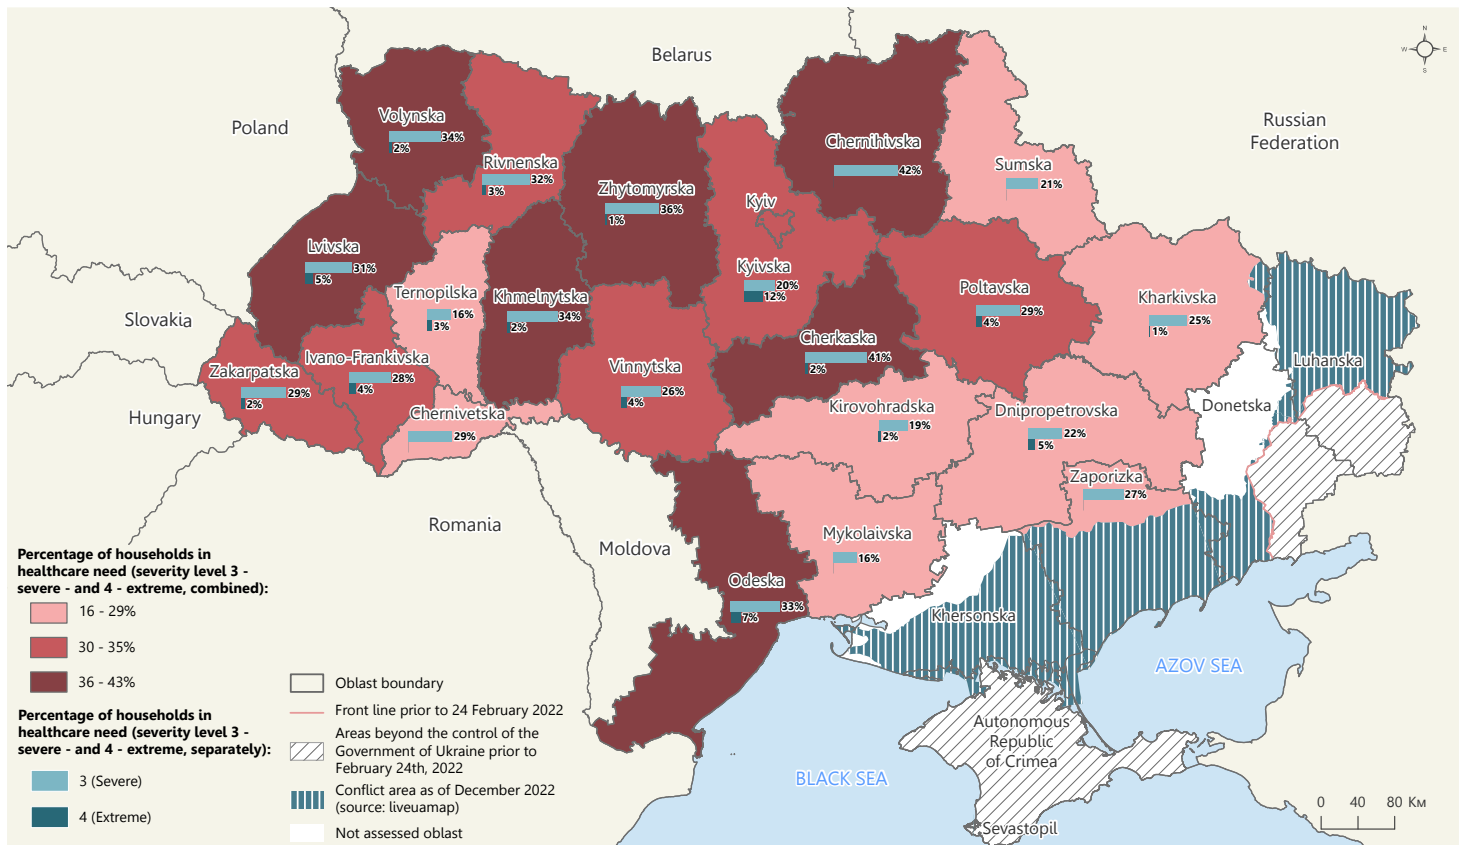 N
W
E
S
Belarus
Poland
Russian
Federation
Volynska
34%
2%
Rivnenska
32%
3%
Zhytomyrska
36%
1%
Kyiv
Chernihivska
42%
Sumska
21%
Lvivska
31%
5%
Ternopilska
16%
3%
Khmelnytska
34%
2%
Kyivska
20%
12%
Poltavska
29%
4%
Kharkivska
25%
1%
Slovakia
Zakarpatska
29%
2%
Ivano-Frankivska
28%
4%
Vinnytska
26%
4%
Cherkaska
41%
2%
Luhanska
Hungary
Chernivetska
29%
Kirovohradska
19%
2%
Dnipropetrovska
22%
5%
Donetska
Zaporizka
27%
Romania
Moldova
Mykolaivska
16%
Odeska
33%
7%
Khersonska
AZOV SEA
BLACK SEA
Autonomous
Republic
of Crimea
Sevastopil
Percentage of households in
healthcare need (severity level 3 -
severe - and 4 - extreme, combined):
16 - 29%
30 - 35%
36 - 43%
Percentage of households in
healthcare need (severity level 3 -
severe - and 4 - extreme, separately):
3 (Severe)
4 (Extreme)
Oblast boundary
Front line prior to 24 February 2022
Areas beyond the control of the
Government of Ukraine prior to
February 24th, 2022
Conflict area as of December 2022
(source: liveuamap)
Not assessed oblast
0 40 80 Км